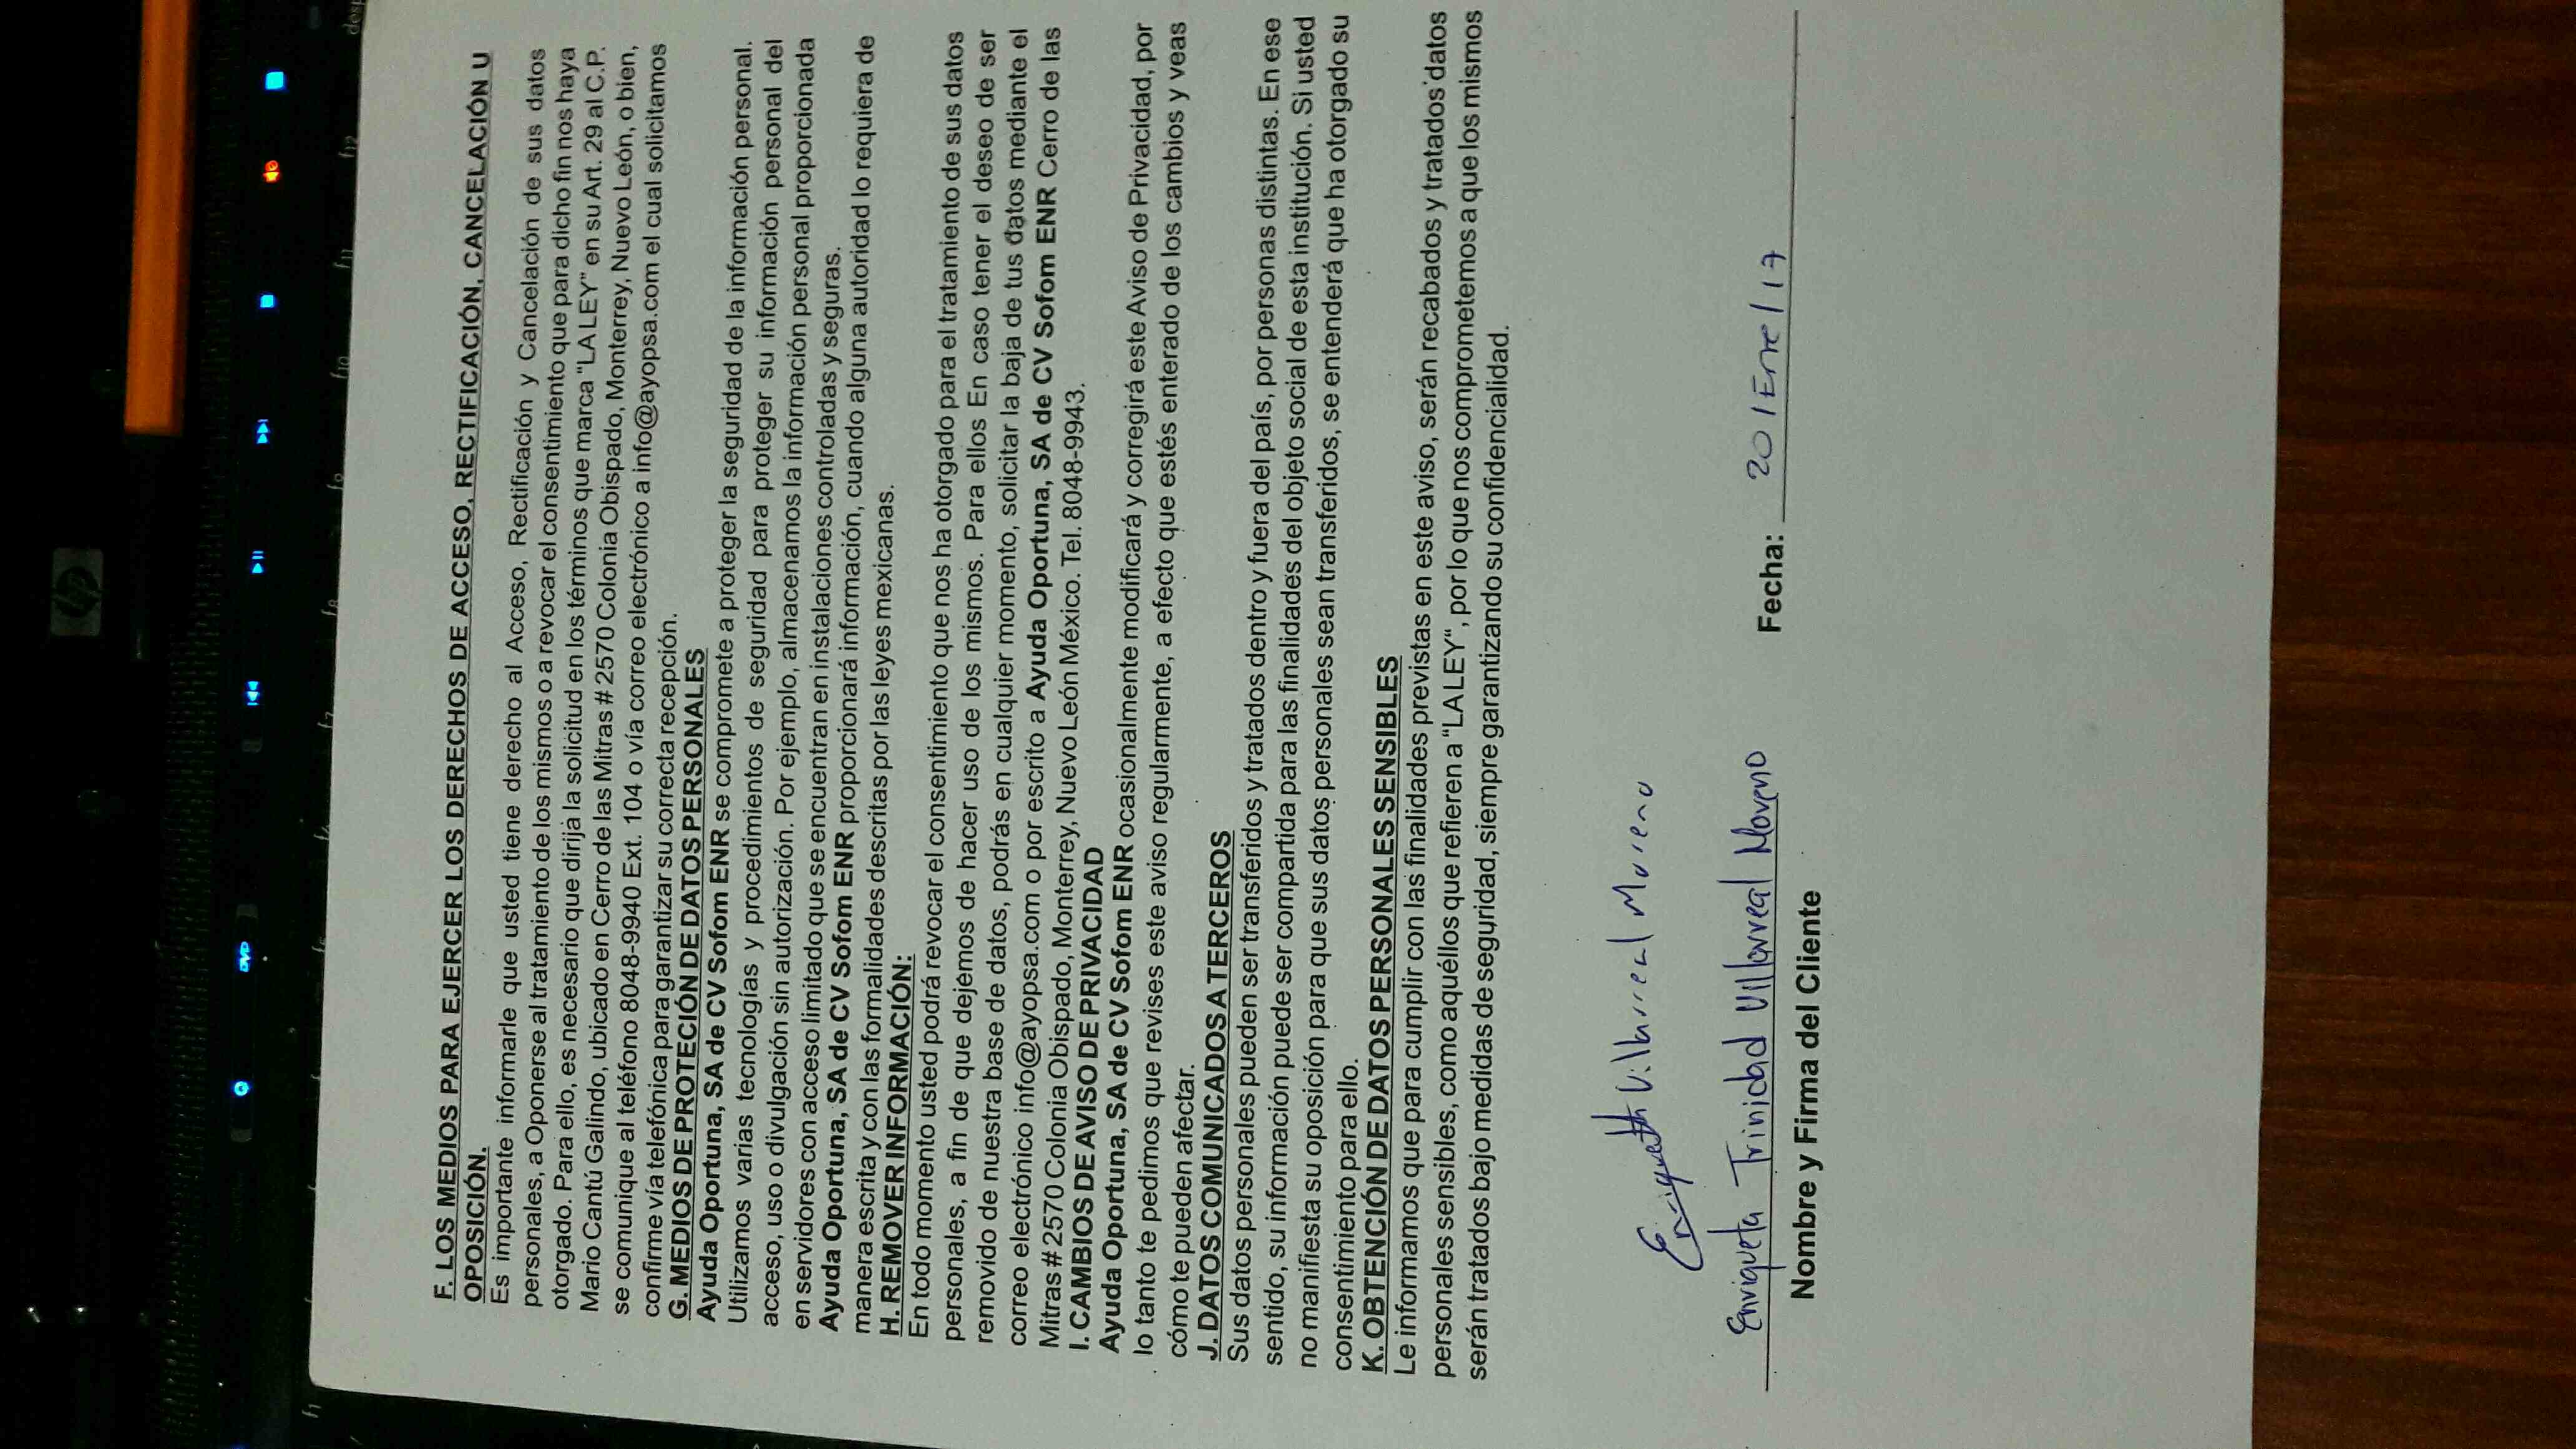 F. LOS MEDIOS PARA EJERCER LOS DERECHOS DE ACCESO, RECTIFICACIÓN, CANCELACIÓN U
OPOSICIÓN.
Es importante informarle que usted tiene derecho al Acceso, Rectificación y Cancelación de sus datos
personales, a Oponerse al tratamiento de los mismos o a revocar el consentimiento que para dicho fin nos haya
otorgado. Para ello, es necesario que dirija la solicitud en los términos que marca "LA LEY" en su Art. 29 al C.P.
Mario Cantú Galindo, ubicado en Cerro de las Mitras # 2570 Colonia Obispado, Monterrey, Nuevo León, o bien,
se comunique al teléfono 8048-9940 Ext. 104 o vía correo electrónico a info@ayopsa.com el cual solicitamos
confirme vía telefónica para garantizar su correcta recepción.
G. MEDIOS DE PROTECIÓN DE DATOS PERSONALES
Ayuda Oportuna, SA de CV Sofom ENR se compromete a proteger la seguridad de la información personal.
Utilizamos varias tecnologías y procedimientos de seguridad para proteger su información personal del
acceso, uso o divulgación sin autorización. Por ejemplo, almacenamos la información personal proporcionada
en servidores con acceso limitado que se encuentran en instalaciones controladas y seguras.
Ayuda Oportuna, SA de CV Sofom ENR proporcionará información, cuando alguna autoridad lo requiera de
manera escrita y con las formalidades descritas por las leyes mexicanas.
H. REMOVER INFORMACIÓN:
En todo momento usted podrá revocar el consentimiento que nos ha otorgado para el tratamiento de sus datos
personales, a fin de que dejemos de hacer uso de los mismos. Para ellos En caso tener el deseo de ser
removido de nuestra base de datos, podrás en cualquier momento, solicitar la baja de tus datos mediante el
correo electrónico info@ayopsa.com o por escrito a Ayuda Oportuna, SA de CV Sofom ENR Cerro de las
Mitras # 2570 Colonia Obispado, Monterrey, Nuevo León México. Tel. 8048-9943.
I. CAMBIOS DE AVISO DE PRIVACIDAD
Ayuda Oportuna, SA de CV Sofom ENR ocasionalmente modificará y corregirá este Aviso de Privacidad, por
lo tanto te pedimos que revises este aviso regularmente, a efecto que estés enterado de los cambios y veas
cómo te pueden afectar.
J. DATOS COMUNICADOS A TERCEROS
Sus datos personales pueden ser transferidos y tratados dentro y fuera del país, por personas distintas. En ese
sentido, su información puede ser compartida para las finalidades del objeto social de esta institución. Si usted
no manifiesta su oposición para que sus datos personales sean transferidos, se entenderá que ha otorgado su
consentimiento para ello.
K. OBTENCIÓN DE DATOS PERSONALES SENSIBLES
Le informamos que para cumplir con las finalidades previstas en este aviso, serán recabados y tratados datos
personales sensibles, como aquéllos que refieren a "LA LEY", por lo que nos comprometemos a que los mismos
serán tratados bajo medidas de seguridad, siempre garantizando su confidencialidad.
Villarreal Moreno
Enriqueta Trinidad Villarreal Moreno
Nombre y Firma del Cliente
Fecha: 20/Ene/17
hp
DVD
f1
f7
f8
f9
f10
f11
f12